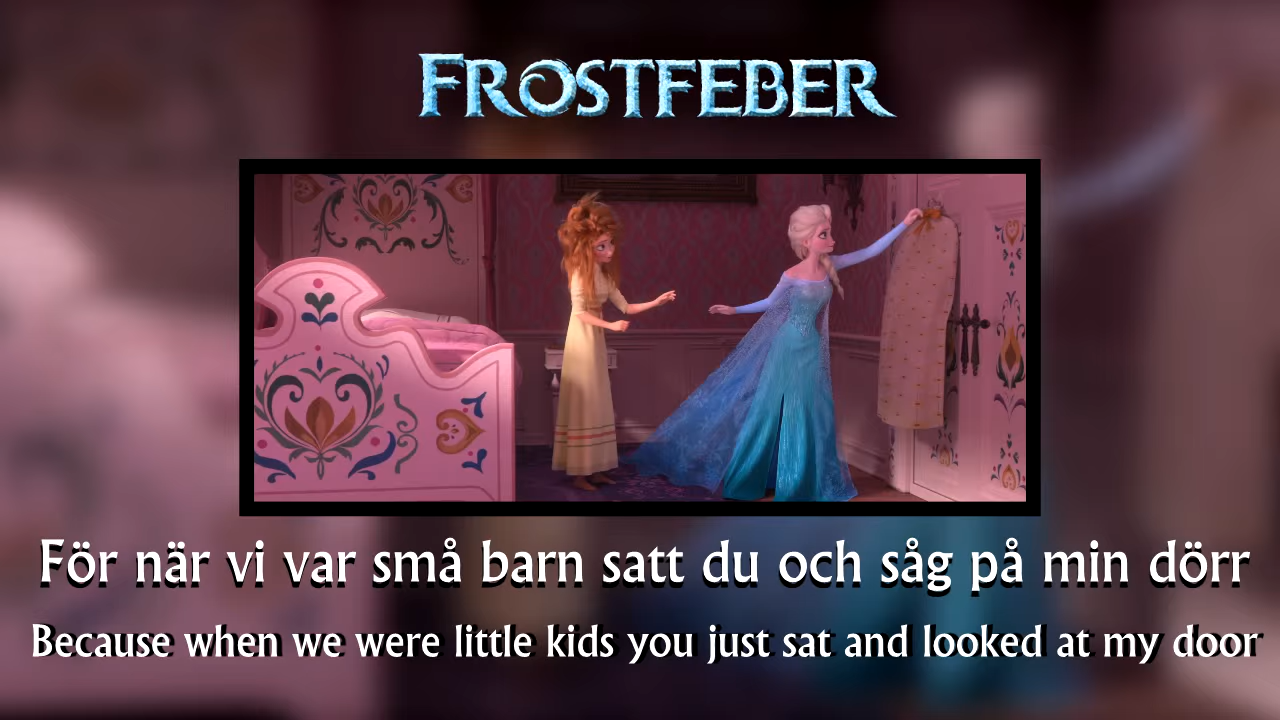 FROSTFEBER
För när vi var små barn satt du och såg på min dörr
Because when we were little kids you just sat and looked at my door